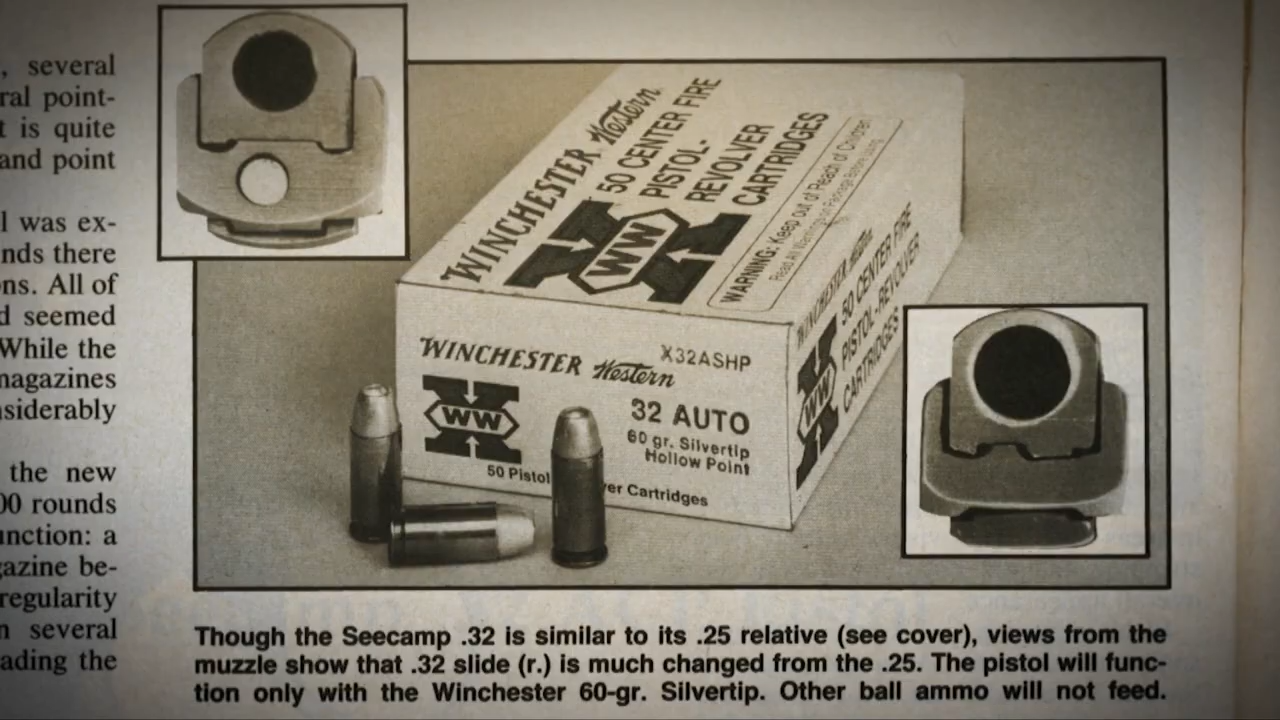 , several
ral point-
t is quite
and point
l was ex-
nds there
ns. All of
d seemed
While the
magazines
nsiderably
the new
00 rounds
unction: a
gazine be-
regularity
n several
ading the
WINCHESTER Western
50 CENTER FIRE
PISTOL-
REVOLVER
CARTRIDGES
WW
WARNING: Keep out of Reach of Children
WINCHESTER Western
X32ASHP
WW
32 AUTO
60 gr. Silvertip
Hollow Point
50 Pistol
ver Cartridges
WINCHESTER Western
50 CENTER FIRE
PISTOL-REVOLVER
CARTRIDGES
WW
Though the Seecamp .32 is similar to its .25 relative (see cover), views from the
muzzle show that .32 slide (r.) is much changed from the .25. The pistol will func-
tion only with the Winchester 60-gr. Silvertip. Other ball ammo will not feed.